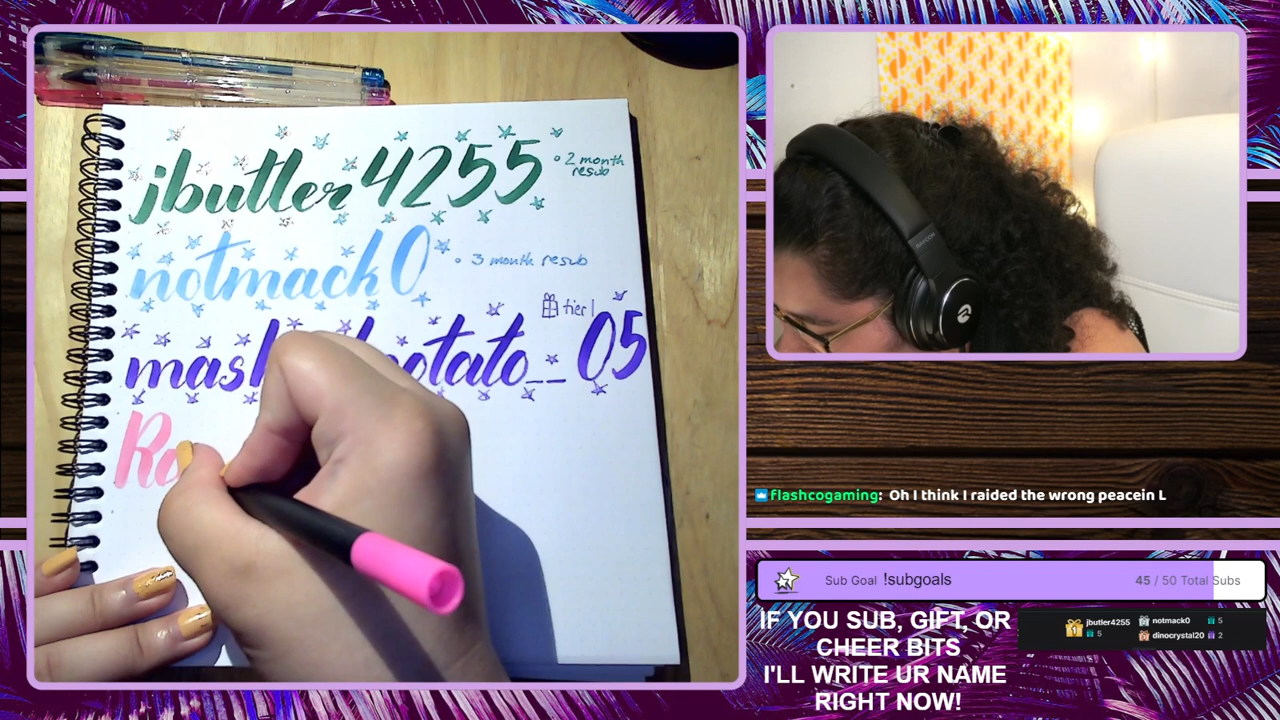 jbutler4255
2 month
resub
notmack0
3 month resub
tier 1
05
flashcogaming: Oh I think I raided the wrong peacein L
Sub Goal !subgoals
45 / 50 Total Subs
IF YOU SUB, GIFT, OR
CHEER BITS
I'LL WRITE UR NAME
RIGHT NOW!
1
jbutler4255
5
notmack0
5
dinocrystal20
2